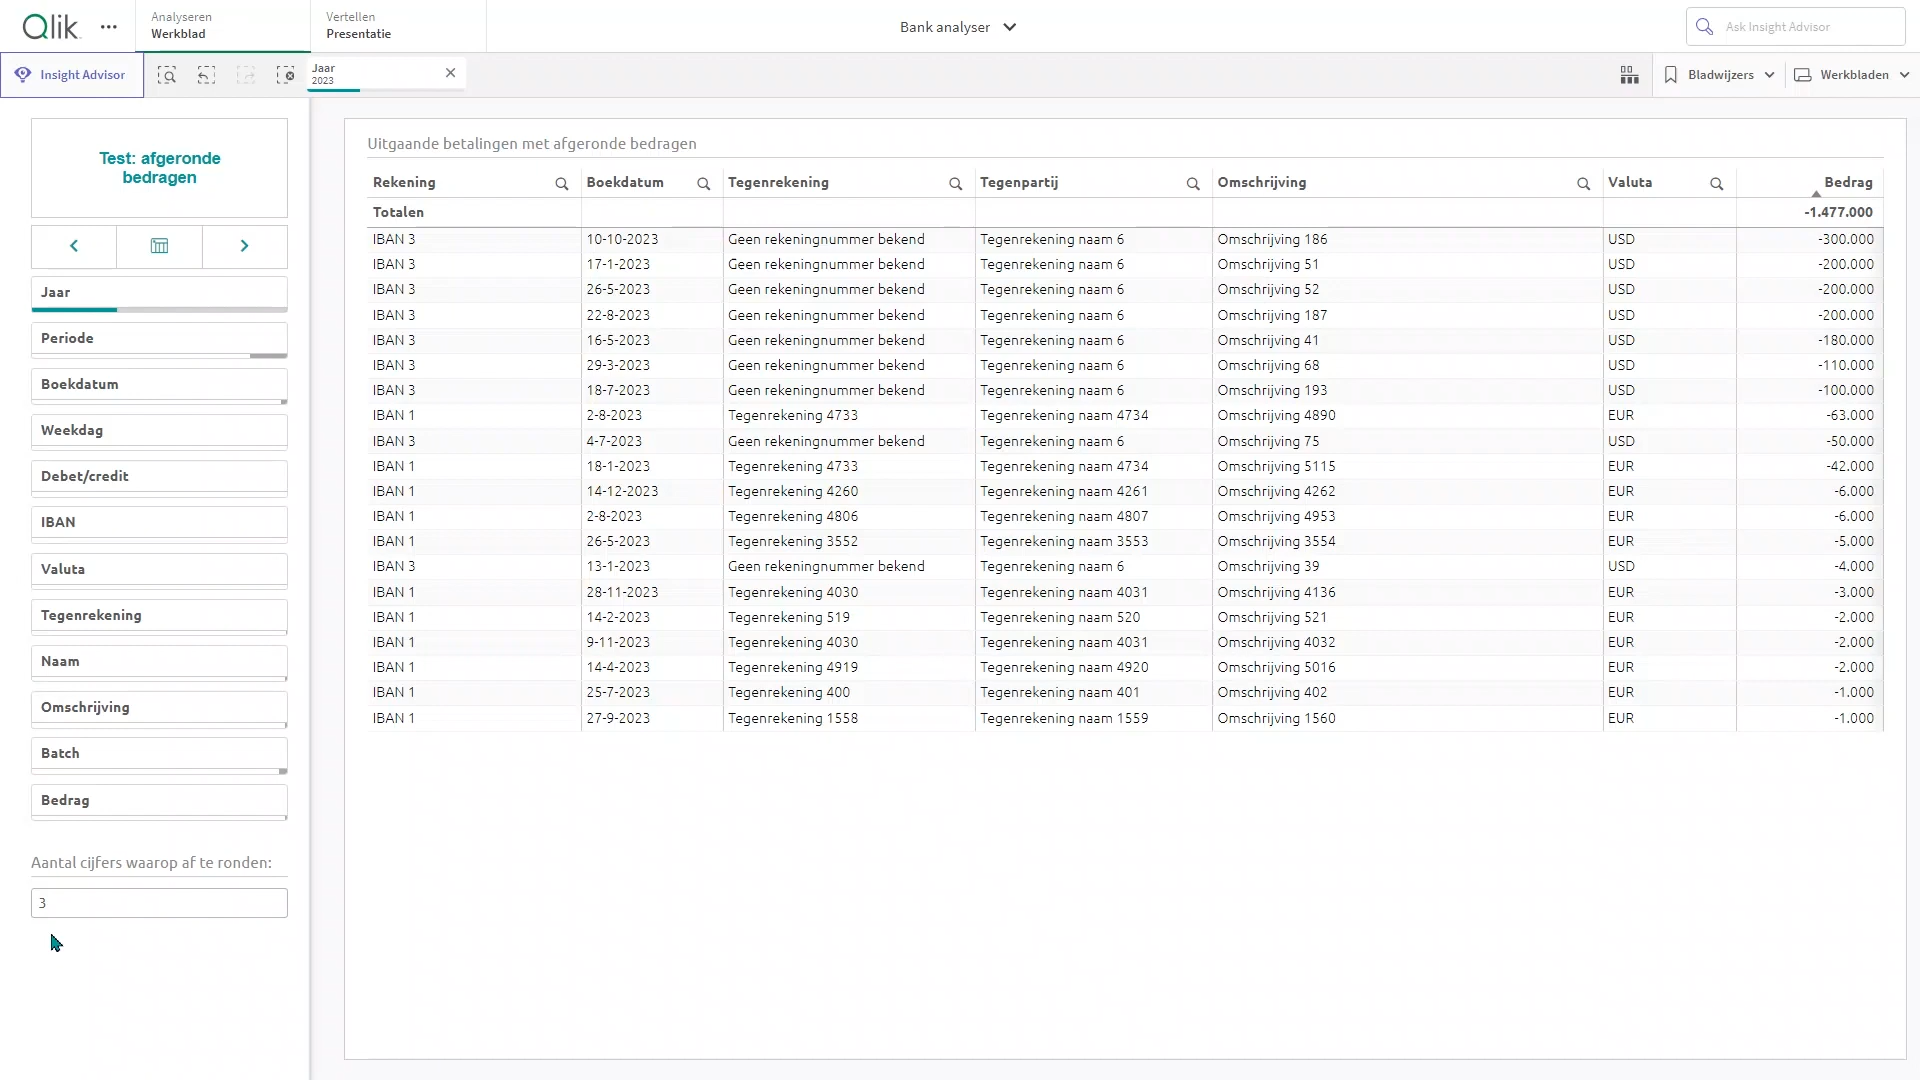 Qlik
Analyseren
Werkblad
Vertellen
Presentatie
Bank analyser
Ask Insight Advisor
Insight Advisor
Jaar
2023
Bladwijzers
Werkbladen
Test: afgeronde
bedragen
Jaar
Periode
Boekdatum
Weekdag
Debet/credit
IBAN
Valuta
Tegenrekening
Naam
Omschrijving
Batch
Bedrag
Aantal cijfers waarop af te ronden:
3
Uitgaande betalingen met afgeronde bedragen
Rekening Boekdatum Tegenrekening Tegenpartij Omschrijving Valuta Bedrag
Totalen -1.477.000
IBAN 3 10-10-2023 Geen rekeningnummer bekend Tegenrekening naam 6 Omschrijving 186 USD -300.000
IBAN 3 17-1-2023 Geen rekeningnummer bekend Tegenrekening naam 6 Omschrijving 51 USD -200.000
IBAN 3 26-5-2023 Geen rekeningnummer bekend Tegenrekening naam 6 Omschrijving 52 USD -200.000
IBAN 3 22-8-2023 Geen rekeningnummer bekend Tegenrekening naam 6 Omschrijving 187 USD -200.000
IBAN 3 16-5-2023 Geen rekeningnummer bekend Tegenrekening naam 6 Omschrijving 41 USD -180.000
IBAN 3 29-3-2023 Geen rekeningnummer bekend Tegenrekening naam 6 Omschrijving 68 USD -110.000
IBAN 3 18-7-2023 Geen rekeningnummer bekend Tegenrekening naam 6 Omschrijving 193 USD -100.000
IBAN 1 2-8-2023 Tegenrekening 4733 Tegenrekening naam 4734 Omschrijving 4890 EUR -63.000
IBAN 3 4-7-2023 Geen rekeningnummer bekend Tegenrekening naam 6 Omschrijving 75 USD -50.000
IBAN 1 18-1-2023 Tegenrekening 4733 Tegenrekening naam 4734 Omschrijving 5115 EUR -42.000
IBAN 1 14-12-2023 Tegenrekening 4260 Tegenrekening naam 4261 Omschrijving 4262 EUR -6.000
IBAN 1 2-8-2023 Tegenrekening 4806 Tegenrekening naam 4807 Omschrijving 4953 EUR -6.000
IBAN 1 26-5-2023 Tegenrekening 3552 Tegenrekening naam 3553 Omschrijving 3554 EUR -5.000
IBAN 3 13-1-2023 Geen rekeningnummer bekend Tegenrekening naam 6 Omschrijving 39 USD -4.000
IBAN 1 28-11-2023 Tegenrekening 4030 Tegenrekening naam 4031 Omschrijving 4136 EUR -3.000
IBAN 1 14-2-2023 Tegenrekening 519 Tegenrekening naam 520 Omschrijving 521 EUR -2.000
IBAN 1 9-11-2023 Tegenrekening 4030 Tegenrekening naam 4031 Omschrijving 4032 EUR -2.000
IBAN 1 14-4-2023 Tegenrekening 4919 Tegenrekening naam 4920 Omschrijving 5016 EUR -2.000
IBAN 1 25-7-2023 Tegenrekening 400 Tegenrekening naam 401 Omschrijving 402 EUR -1.000
IBAN 1 27-9-2023 Tegenrekening 1558 Tegenrekening naam 1559 Omschrijving 1560 EUR -1.000